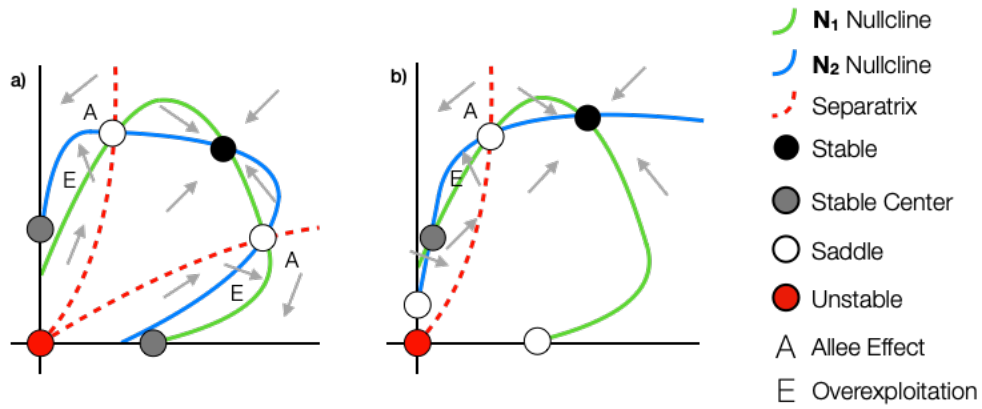 a)
A
E
A
E
b)
A
E
N₁ Nullcline
N₂ Nullcline
Separatrix
Stable
Stable Center
Saddle
Unstable
A Allee Effect
E Overexploitation